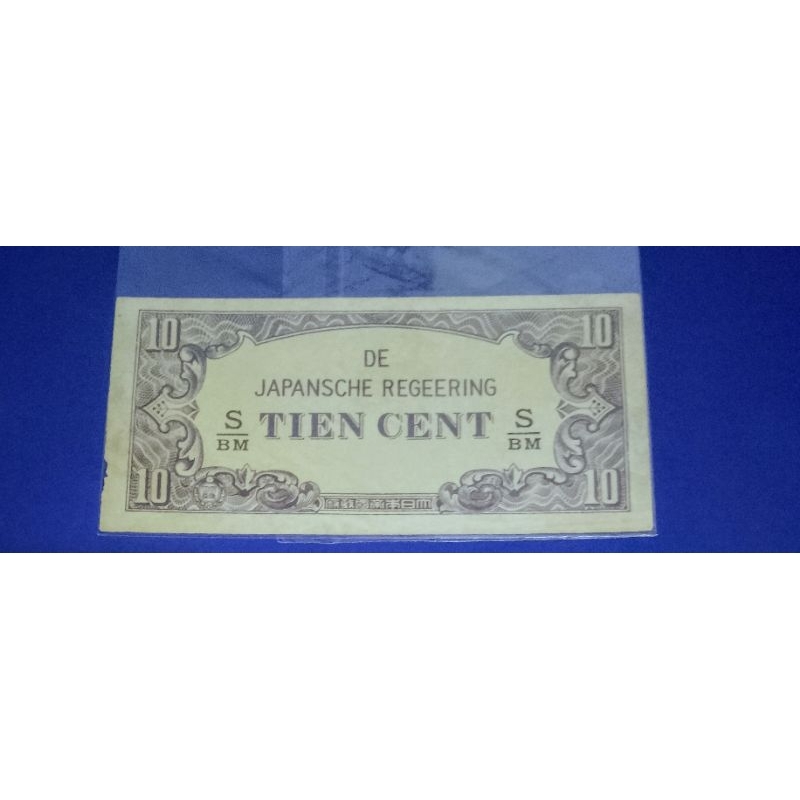 10 10
DE
JAPANSCHE REGEERING
S/BM TIEN CENT S/BM
10 10